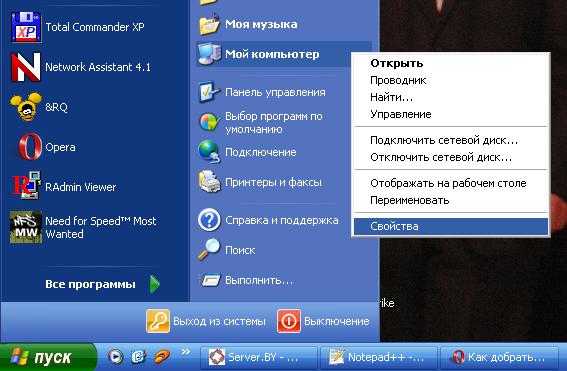 Total Commander XP
Network Assistant 4.1
&RQ
Opera
RAdmin Viewer
Need for Speed™ Most
Wanted
Все программы
Моя музыка
Мой компьютер
Панель управления
Выбор программ по
умолчанию
Подключение
Принтеры и факсы
Справка и поддержка
Поиск
Выполнить...
Открыть
Проводник
Найти...
Управление
Подключить сетевой диск...
Отключить сетевой диск...
Отображать на рабочем столе
Переименовать
Свойства
rike
Выход из системы
Выключение
пуск
»
Server.BY - ...
Notepad++ -...
Как добрать...